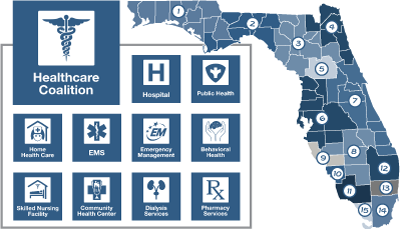 Healthcare
Coalition
H
Hospital
Public Health
Home
Health Care
EMS
EM
Emergency
Management
Behavioral
Health
Skilled Nursing
Facility
Community
Health Center
Dialysis
Services
Rx
Pharmacy
Services
1
2
3
4
5
6
7
8
9
10
11
12
13
14
15